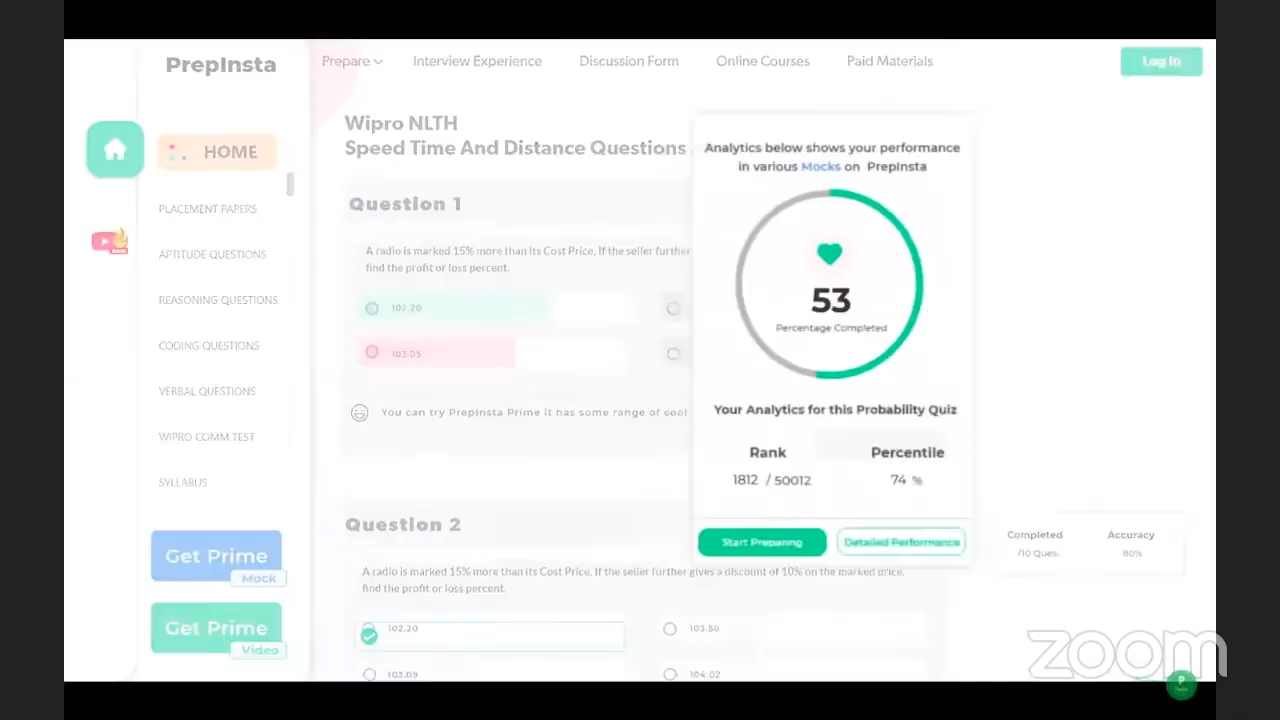 PrepInsta
Prepare
Interview Experience
Discussion Form
Online Courses
Paid Materials
Log In
HOME
PLACEMENT PAPERS
APTITUDE QUESTIONS
REASONING QUESTIONS
CODING QUESTIONS
VERBAL QUESTIONS
WIPRO COMM TEST
SYLLABUS
Get Prime
Mock
Get Prime
Video
Wipro NLTH
Speed Time And Distance Questions
Question 1
A radio is marked 15% more than its Cost Price. If the seller further
find the profit or loss percent.
102.20
103.05
You can try PrepInsta Prime it has some range of cool
Question 2
A radio is marked 15% more than its Cost Price. If the seller further gives a discount of 10% on the marked price,
find the profit or loss percent.
102.20
103.50
103.05
104.02
Analytics below shows your performance
in various Mocks on PrepInsta
53
Percentage Completed
Your Analytics for this Probability Quiz
Rank
Percentile
1812 / 50012
74 %
Start Preparing
Detailed Performance
Completed
Accuracy
/10 Ques.
80%
zoom
P